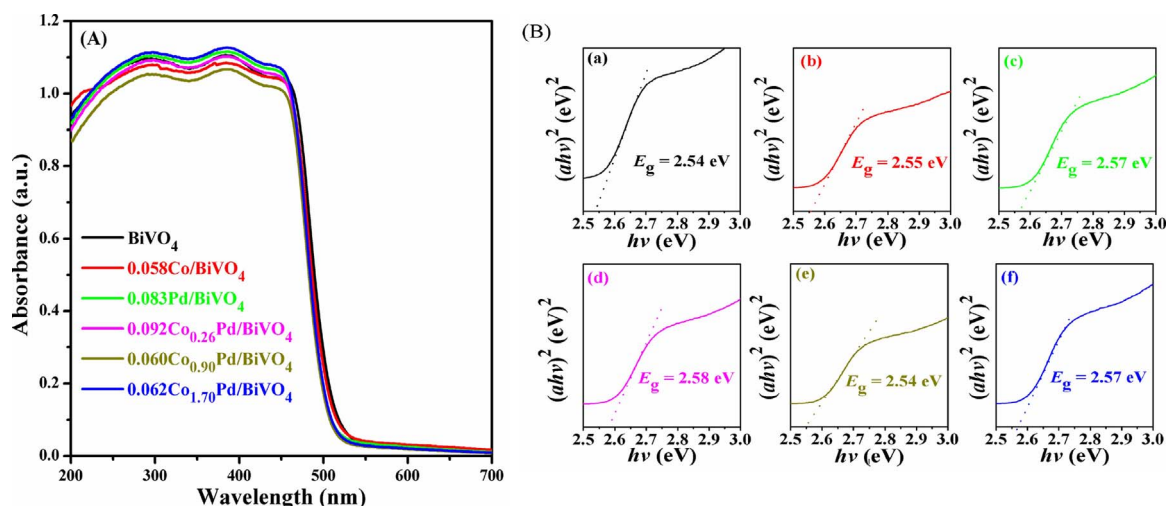 (A)
1.2
1.0
0.8
0.6
0.4
0.2
0.0
Absorbance (a.u.)
BiVO4
0.058Co/BiVO4
0.083Pd/BiVO4
0.092Co0.26Pd/BiVO4
0.060Co0.90Pd/BiVO4
0.062Co1.70Pd/BiVO4
200 300 400 500 600 700
Wavelength (nm)
(B)
(a)
(ahv)2 (eV)2
Eg = 2.54 eV
2.5 2.6 2.7 2.8 2.9 3.0
hv (eV)
(b)
(ahv)2 (eV)2
Eg = 2.55 eV
2.5 2.6 2.7 2.8 2.9 3.0
hv (eV)
(c)
(ahv)2 (eV)2
Eg = 2.57 eV
2.5 2.6 2.7 2.8 2.9 3.0
hv (eV)
(d)
(ahv)2 (eV)2
Eg = 2.58 eV
2.5 2.6 2.7 2.8 2.9 3.0
hv (eV)
(e)
(ahv)2 (eV)2
Eg = 2.54 eV
2.5 2.6 2.7 2.8 2.9 3.0
hv (eV)
(f)
(ahv)2 (eV)2
Eg = 2.57 eV
2.5 2.6 2.7 2.8 2.9 3.0
hv (eV)